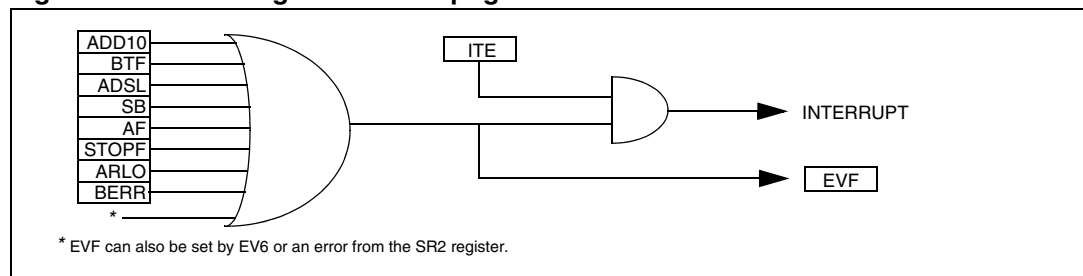 ADD10
BTF
ADSL
SB
AF
STOPF
ARLO
BERR
*
ITE
INTERRUPT
EVF
* EVF can also be set by EV6 or an error from the SR2 register.